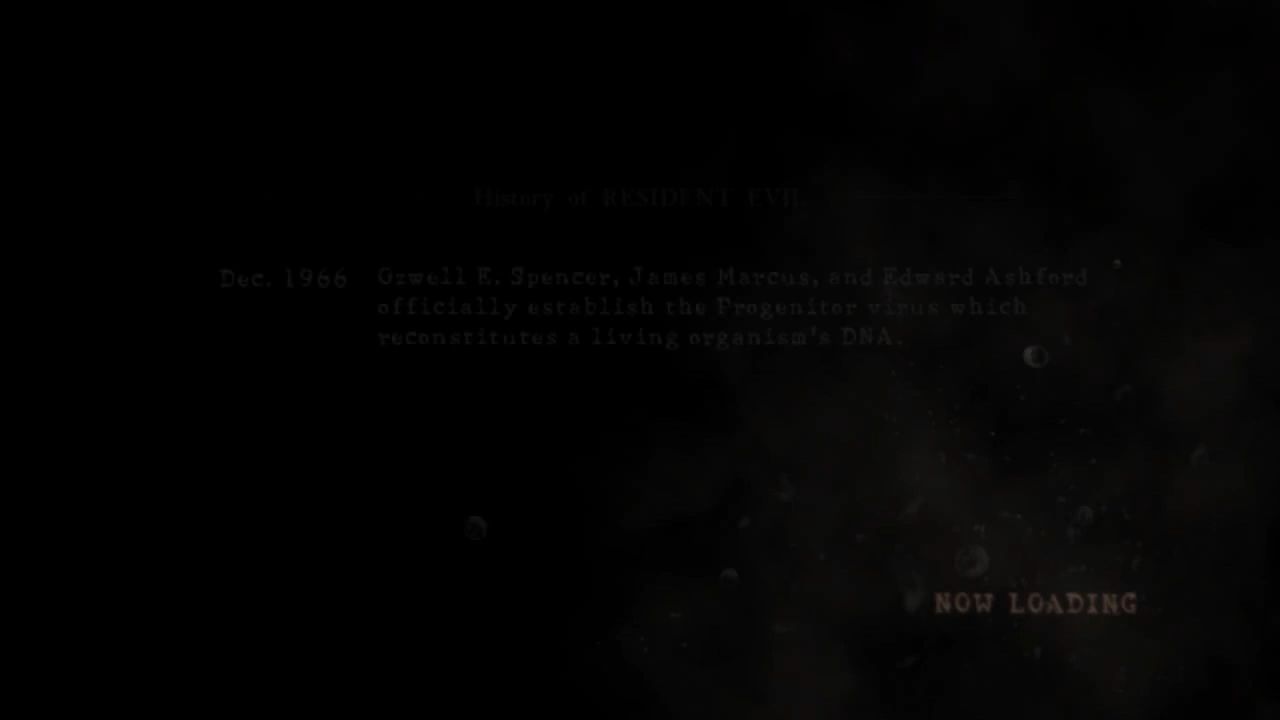 History of RESIDENT EVIL
Dec. 1966 Ozwell E. Spencer, James Marcus, and Edward Ashford
officially establish the Progenitor virus which
reconstitutes a living organism's DNA.
NOW LOADING